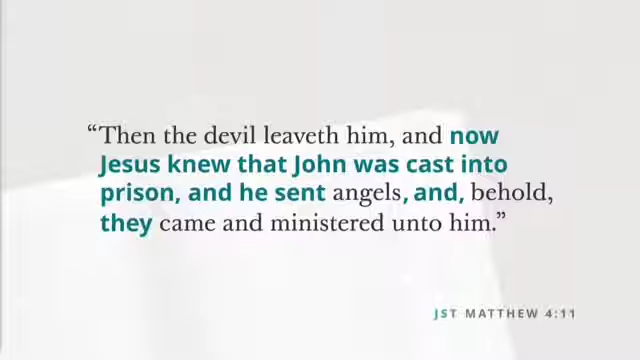 “Then the devil leaveth him, and now
Jesus knew that John was cast into
prison, and he sent angels, and, behold,
they came and ministered unto him.”
JST MATTHEW 4:11